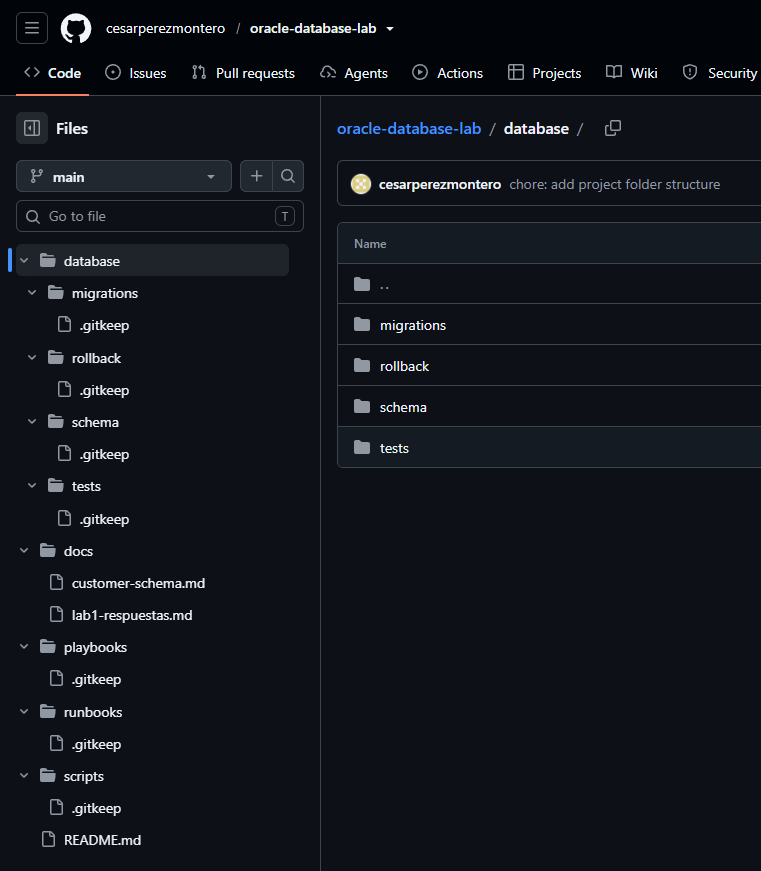 cesarperezmontero / oracle-database-lab
Code Issues Pull requests Agents Actions Projects Wiki Security
Files
main
Go to file T
database
migrations
.gitkeep
rollback
.gitkeep
schema
.gitkeep
tests
.gitkeep
docs
customer-schema.md
lab1-respuestas.md
playbooks
.gitkeep
runbooks
.gitkeep
scripts
.gitkeep
README.md
oracle-database-lab / database /
cesarperezmontero chore: add project folder structure
Name
..
migrations
rollback
schema
tests